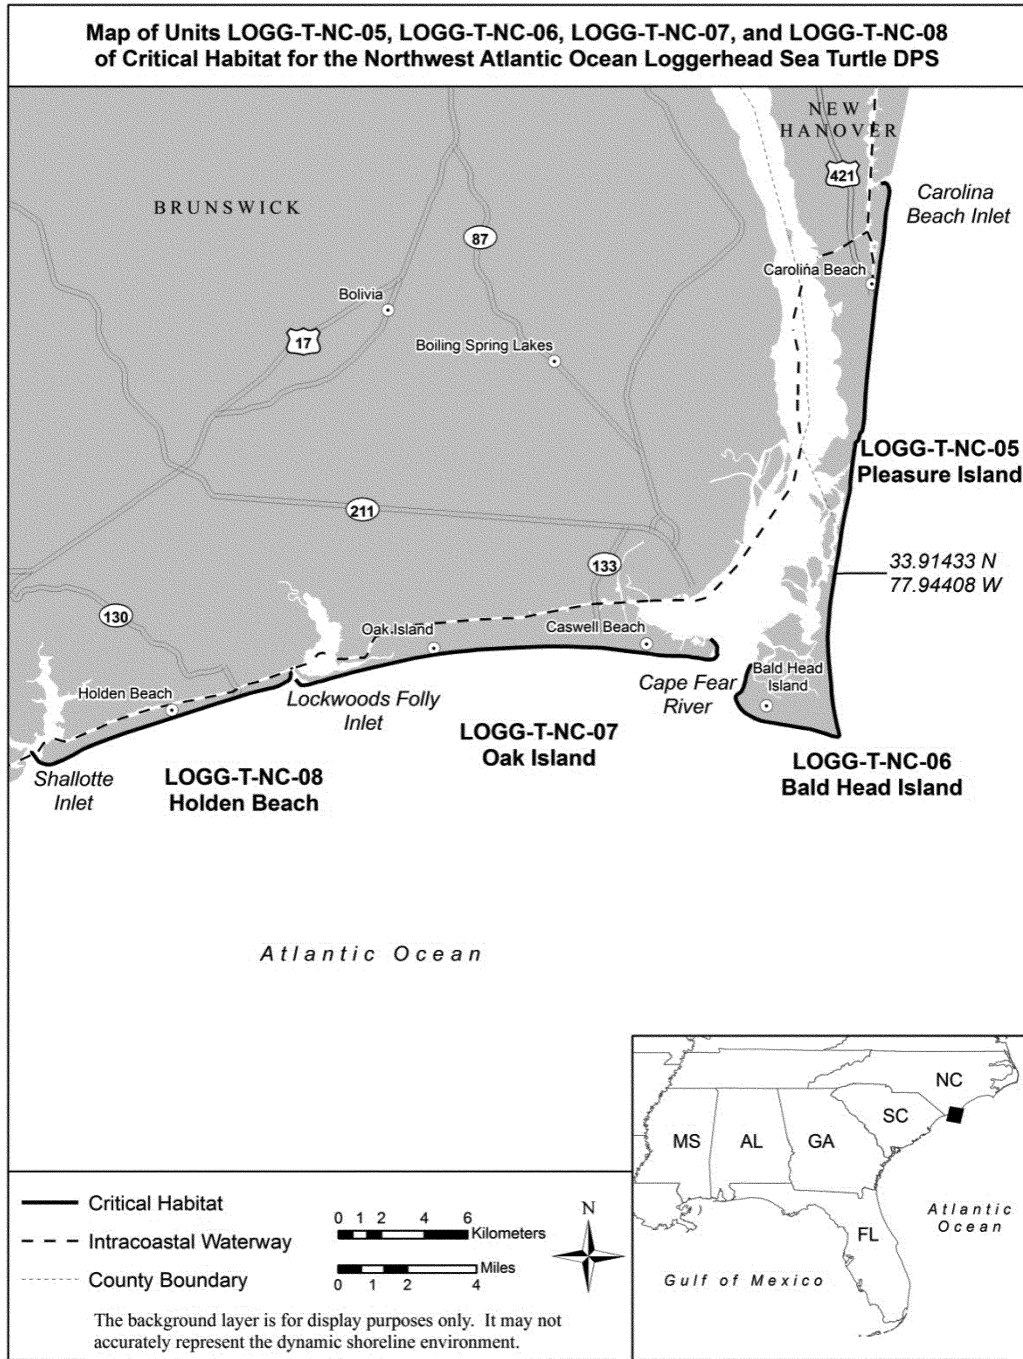 Map of Units LOGG-T-NC-05, LOGG-T-NC-06, LOGG-T-NC-07, and LOGG-T-NC-08
of Critical Habitat for the Northwest Atlantic Ocean Loggerhead Sea Turtle DPS
NEW
HANOVER
421
Carolina
Beach Inlet
BRUNSWICK
87
Carolina Beach
Bolivia
17
Boiling Spring Lakes
LOGG-T-NC-05
Pleasure Island
211
133
33.91433 N
77.94408 W
130
Oak Island
Caswell Beach
Holden Beach
Lockwoods Folly
Inlet
Cape Fear
River
Bald Head
Island
LOGG-T-NC-07
Oak Island
LOGG-T-NC-06
Bald Head Island
Shallotte
Inlet
LOGG-T-NC-08
Holden Beach
Atlantic Ocean
NC
SC
MS
AL
GA
FL
Atlantic
Ocean
Gulf of Mexico
Critical Habitat
Intracoastal Waterway
County Boundary
0 1 2 4 6
Kilometers
Miles
0 1 2 4
N
The background layer is for display purposes only. It may not
accurately represent the dynamic shoreline environment.